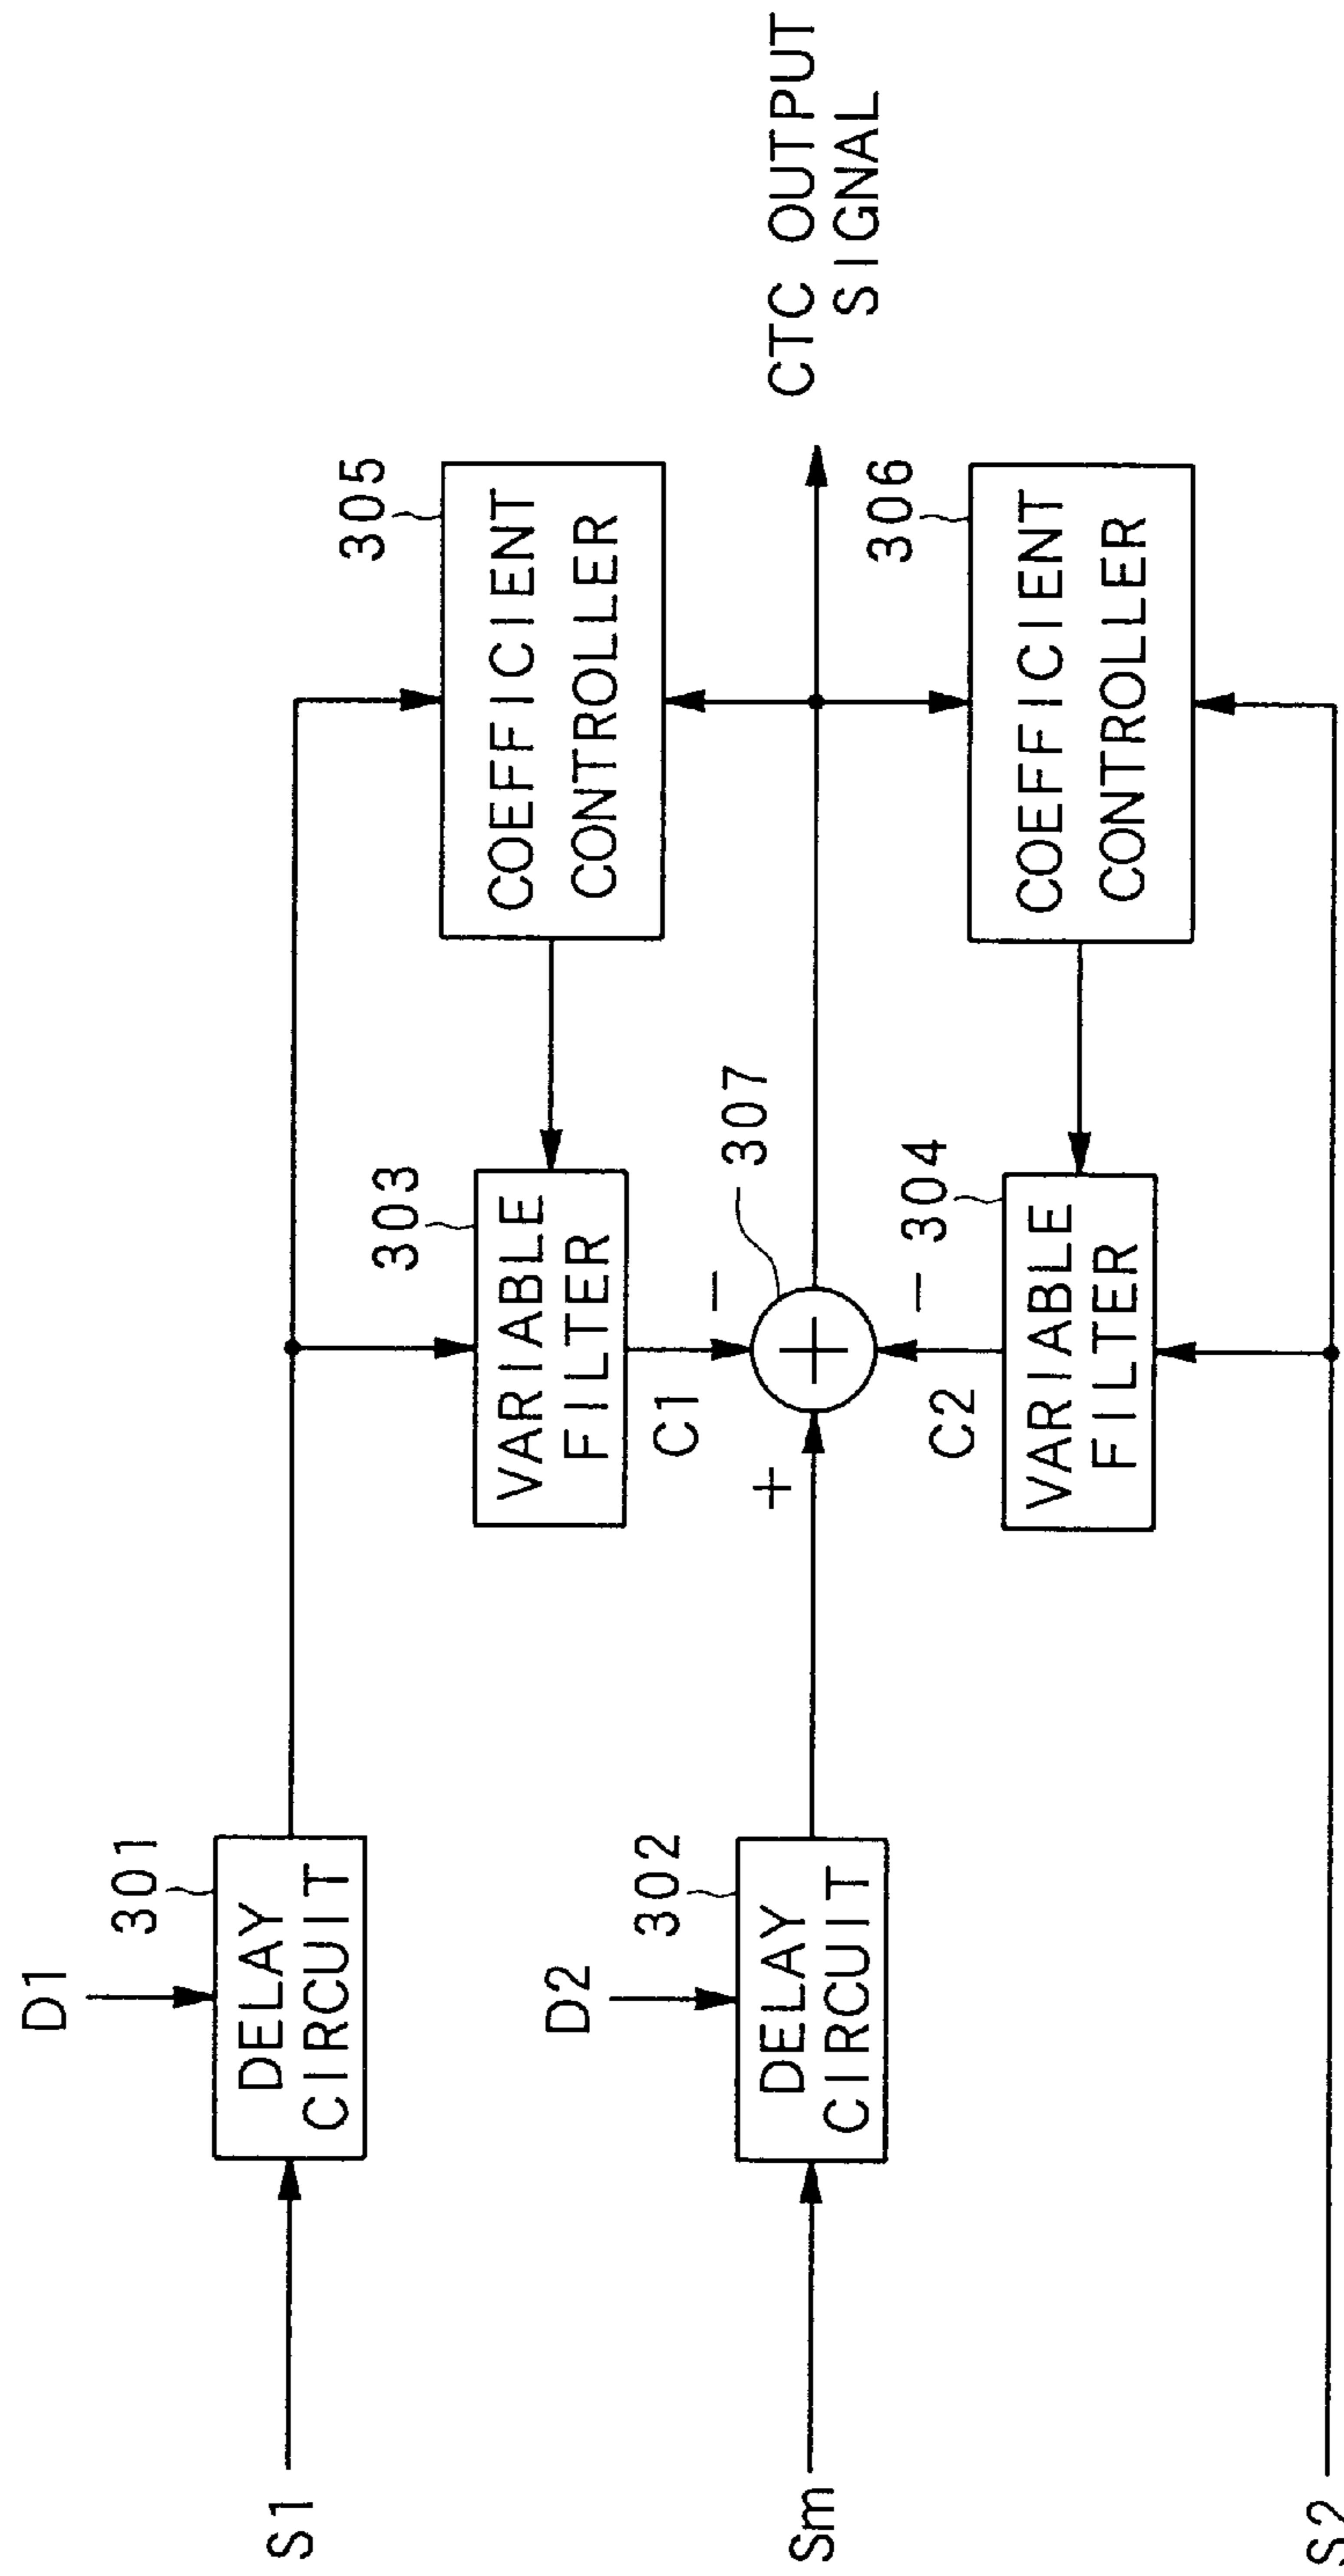 D1
301
DELAY
CIRCUIT
S1
D2
302
DELAY
CIRCUIT
Sm
S2
303
VARIABLE
FILTER
C1
305
COEFFICIENT
CONTROLLER
+
−
307
+
−
C2
304
VARIABLE
FILTER
306
COEFFICIENT
CONTROLLER
CTC OUTPUT
SIGNAL